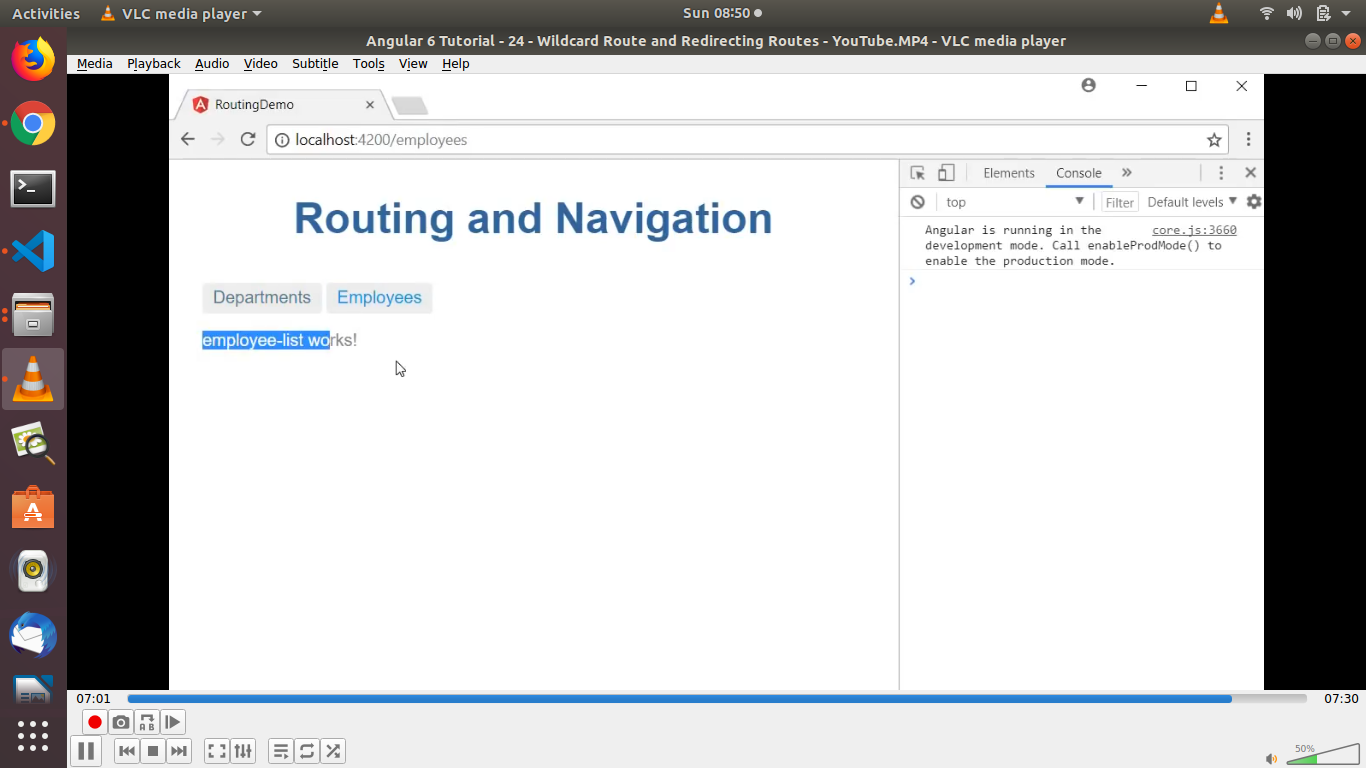 Activities
VLC media player
Sun 08:50
Angular 6 Tutorial - 24 - Wildcard Route and Redirecting Routes - YouTube.MP4 - VLC media player
Media Playback Audio Video Subtitle Tools View Help
RoutingDemo
localhost:4200/employees
Elements Console
top Filter Default levels
Angular is running in the core.js:3660
development mode. Call enableProdMode() to
enable the production mode.
Routing and Navigation
Departments Employees
employee-list works!
07:01 07:30
A B
50%